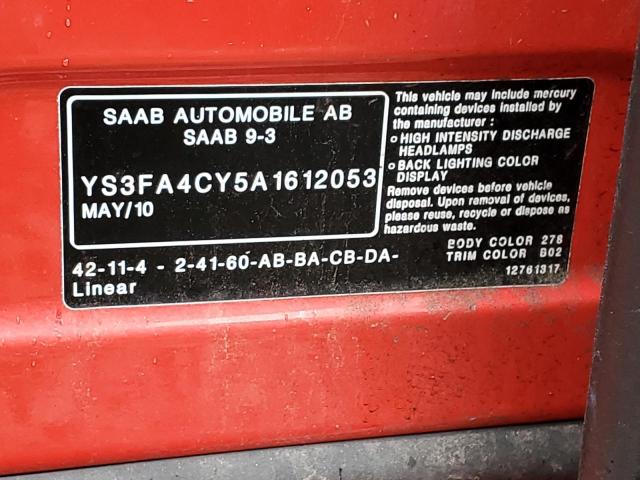 SAAB AUTOMOBILE AB
SAAB 9-3
YS3FA4CY5A1612053
MAY/10
42-11-4 - 2-41-60-AB-BA-CB-DA-
Linear
This vehicle may include mercury
containing devices installed by
the manufacturer :
o HIGH INTENSITY DISCHARGE
HEADLAMPS
o BACK LIGHTING COLOR
DISPLAY
Remove devices before vehicle
disposal. Upon removal of devices,
please reuse, recycle or dispose as
hazardous waste.
BODY COLOR 278
TRIM COLOR B02
12761317